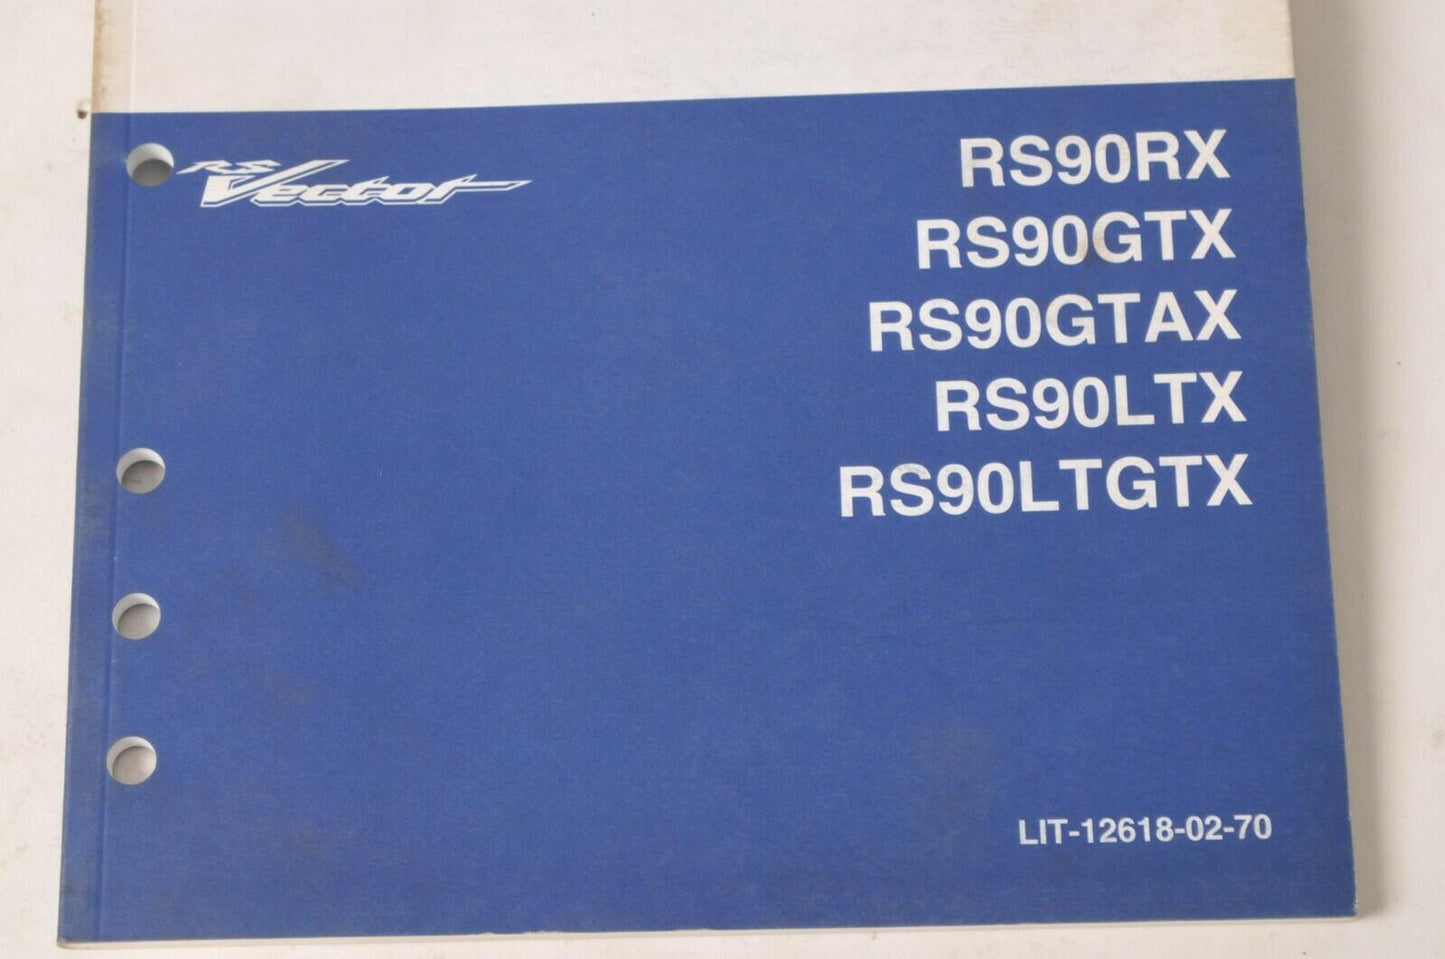 RS Vector
RS90RX
RS90GTX
RS90GTAX
RS90LTX
RS90LTGTX
LIT-12618-02-70